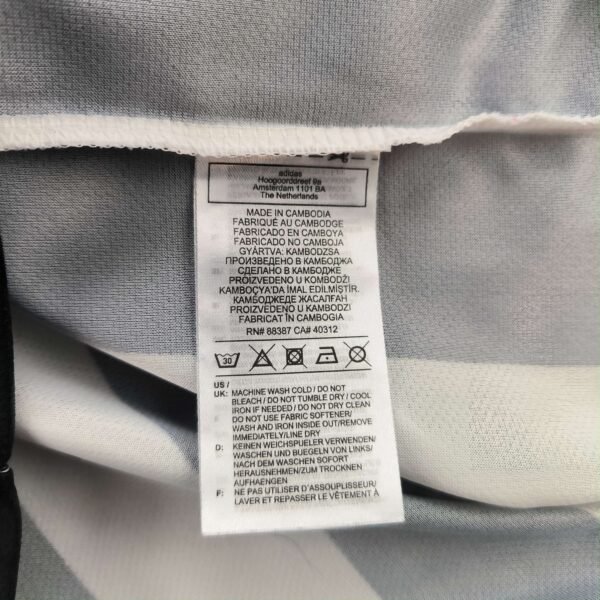 adidas
Hoogoorddreef 9a
Amsterdam 1101 BA
The Netherlands
MADE IN CAMBODIA
FABRIQUÉ AU CAMBODGE
FABRICADO EN CAMBOYA
FABRICADO NO CAMBOJA
GYÁRTVA: KAMBODZSA
ПРОИЗВЕДЕНО В КАМБОДЖА
СДЕЛАНО В КАМБОДЖЕ
PROIZVEDENO U KOMBODŽI
KAMBOÇYA'DA İMAL EDİLMİŞTİR.
КАМБОДЖЕДЕ ЖАСАЛҒАН
PROIZVEDENO U KAMBODŽI
FABRICAT ÎN CAMBOGIA
RN# 88387 CA# 40312
30
US /
UK: MACHINE WASH COLD / DO NOT
BLEACH / DO NOT TUMBLE DRY / COOL
IRON IF NEEDED / DO NOT DRY CLEAN
DO NOT USE FABRIC SOFTENER/
WASH AND IRON INSIDE OUT/REMOVE
IMMEDIATELY/LINE DRY
D: KEINEN WEICHSPUELER VERWENDEN/
WASCHEN UND BUEGELN VON LINKS/
NACH DEM WASCHEN SOFORT
HERAUSNEHMEN/ZUM TROCKNEN
AUFHAENGEN
F: NE PAS UTILISER D'ASSOUPLISEUR/
LAVER ET REPASSER LE VÊTEMENT À